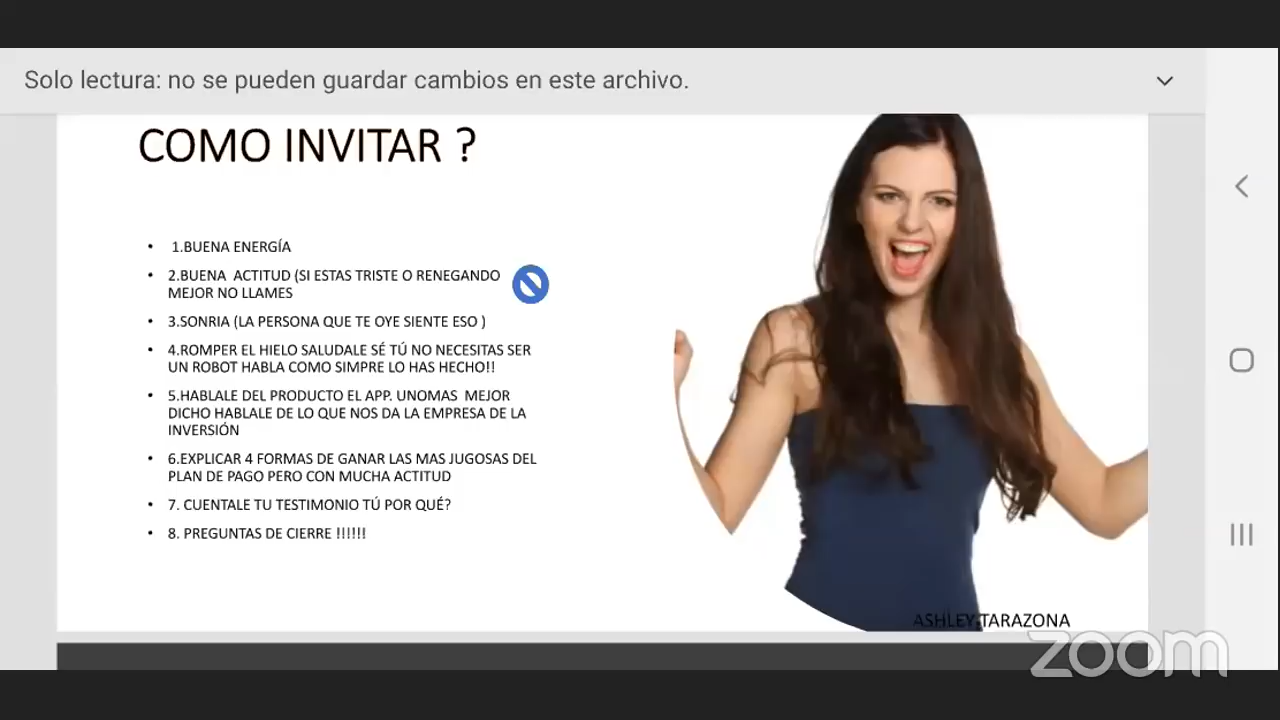 Solo lectura: no se pueden guardar cambios en este archivo.
COMO INVITAR ?
• 1.BUENA ENERGÍA
• 2.BUENA ACTITUD (SI ESTAS TRISTE O RENEGANDO
MEJOR NO LLAMES
• 3.SONRIA (LA PERSONA QUE TE OYE SIENTE ESO )
• 4.ROMPER EL HIELO SALUDALE SÉ TÚ NO NECESITAS SER
UN ROBOT HABLA COMO SIMPRE LO HAS HECHO!!
• 5.HABLALE DEL PRODUCTO EL APP. UNOMAS MEJOR
DICHO HABLALE DE LO QUE NOS DA LA EMPRESA DE LA
INVERSIÓN
• 6.EXPLICAR 4 FORMAS DE GANAR LAS MAS JUGOSAS DEL
PLAN DE PAGO PERO CON MUCHA ACTITUD
• 7. CUENTALE TU TESTIMONIO TÚ POR QUÉ?
• 8. PREGUNTAS DE CIERRE !!!!!!
ASHLEY TARAZONA
zoom